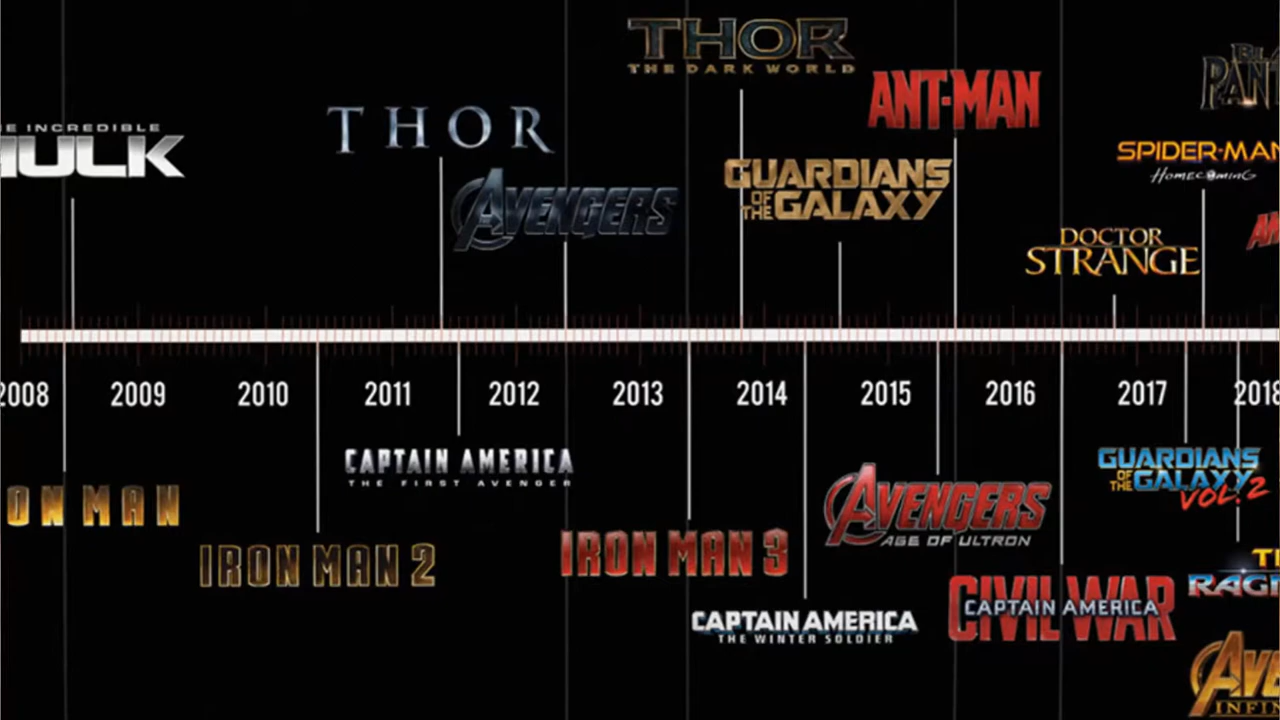 THOR
THE DARK WORLD
ANT-MAN
THOR
E INCREDIBLE
HULK
AVENGERS
GUARDIANS
OF THE GALAXY
SPIDER-MAN
HOMECOMING
DOCTOR
STRANGE
2008 2009 2010 2011 2012 2013 2014 2015 2016 2017 2018
CAPTAIN AMERICA
THE FIRST AVENGER
ON MAN
IRON MAN 2
IRON MAN 3
CAPTAIN AMERICA
THE WINTER SOLDIER
AVENGERS
AGE OF ULTRON
CIVIL WAR
CAPTAIN AMERICA
GUARDIANS
OF THE GALAXY
VOL. 2
RAG
AVE
INFIN